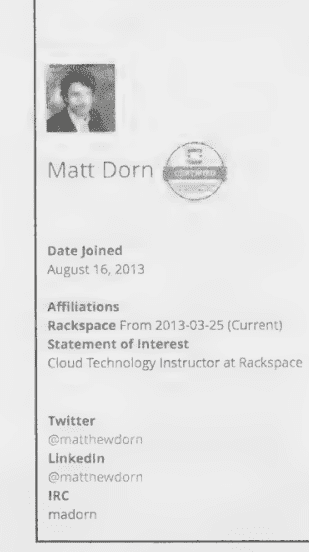 Matt Dorn
CERTIFIED
Date Joined
August 16, 2013
Affiliations
Rackspace From 2013-03-25 (Current)
Statement of Interest
Cloud Technology Instructor at Rackspace
Twitter
@matthewdorn
LinkedIn
@matthewdorn
IRC
madorn